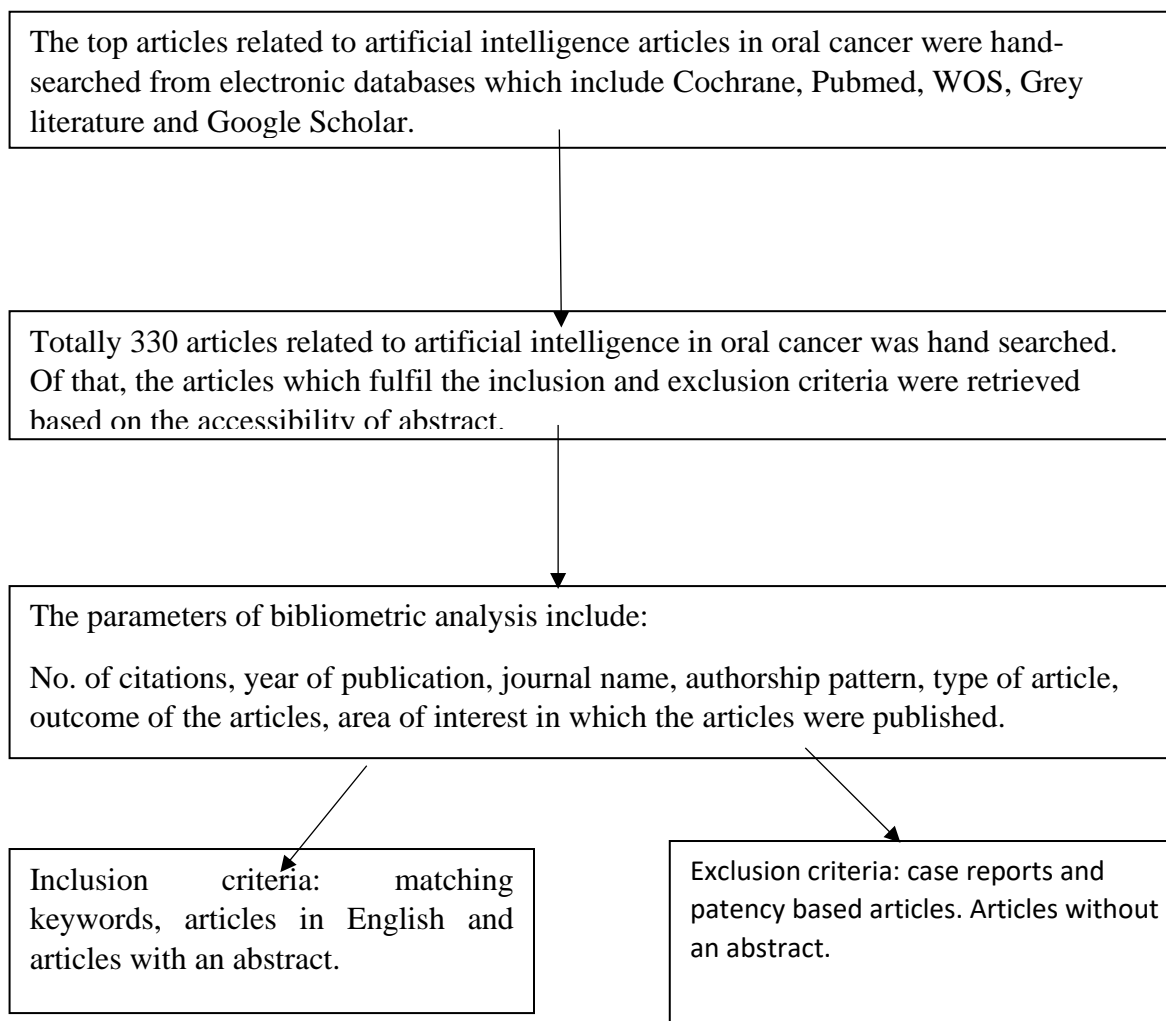 The top articles related to artificial intelligence articles in oral cancer were hand-
searched from electronic databases which include Cochrane, Pubmed, WOS, Grey
literature and Google Scholar.
Totally 330 articles related to artificial intelligence in oral cancer was hand searched.
Of that, the articles which fulfil the inclusion and exclusion criteria were retrieved
based on the accessibility of abstract.
The parameters of bibliometric analysis include:
No. of citations, year of publication, journal name, authorship pattern, type of article,
outcome of the articles, area of interest in which the articles were published.
Inclusion criteria: matching
keywords, articles in English and
articles with an abstract.
Exclusion criteria: case reports and
patency based articles. Articles without
an abstract.